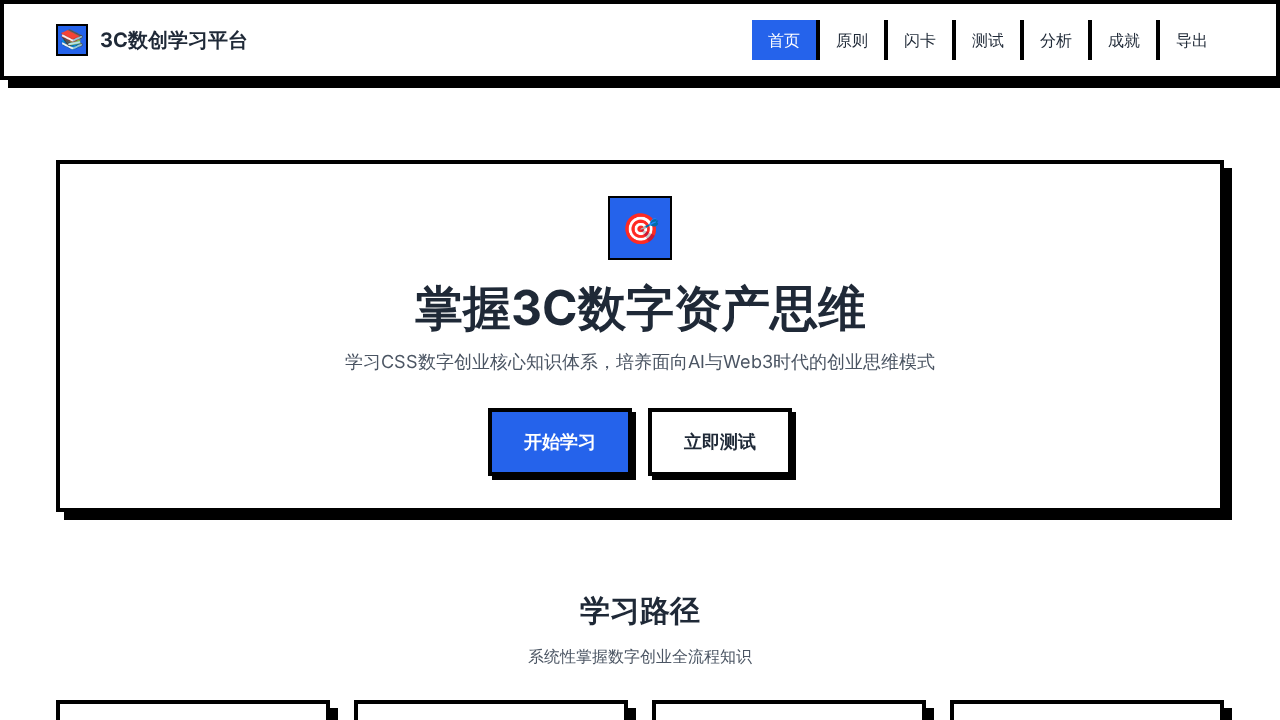 3C数创学习平台
首页 原则 闪卡 测试 分析 成就 导出
掌握3C数字资产思维
学习CSS数字创业核心知识体系，培养面向AI与Web3时代的创业思维模式
开始学习 立即测试
学习路径
系统性掌握数字创业全流程知识